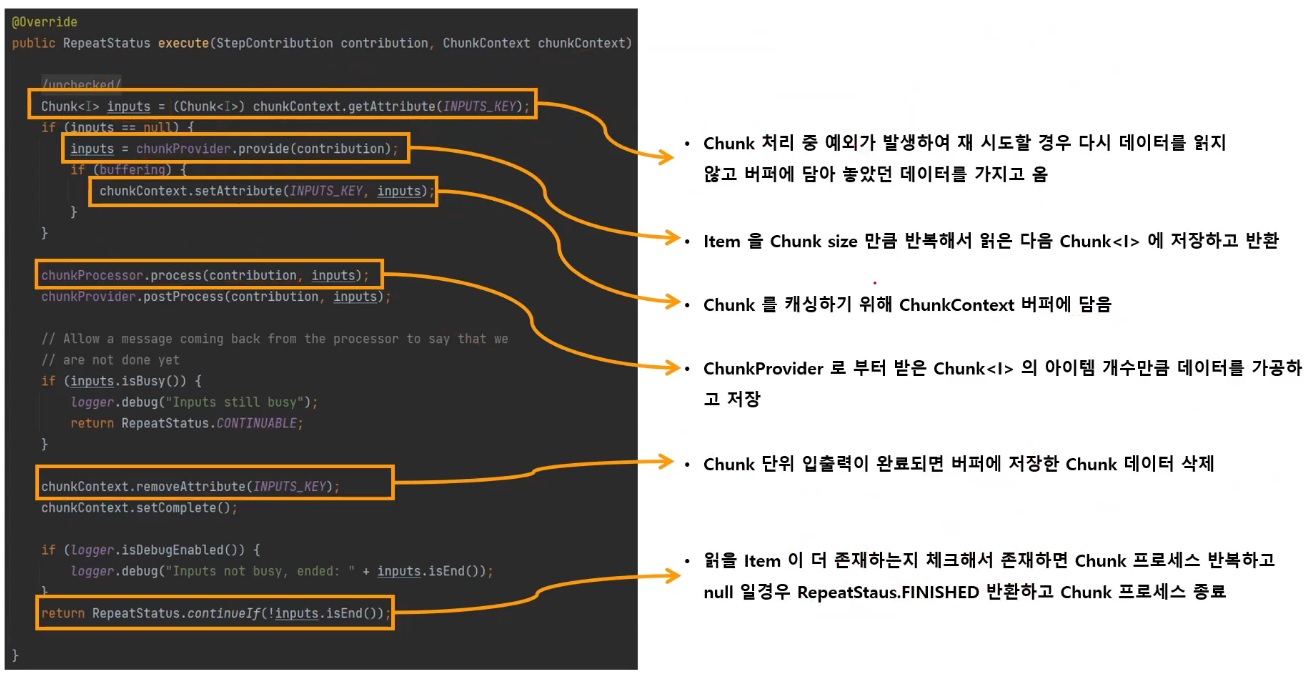 @Override
public RepeatStatus execute(StepContribution contribution, ChunkContext chunkContext)
/unchecked/
Chunk<I> inputs = (Chunk<I>) chunkContext.getAttribute(INPUTS_KEY);
if (inputs == null) {
inputs = chunkProvider.provide(contribution);
if (buffering) {
chunkContext.setAttribute(INPUTS_KEY, inputs);
}
}
chunkProcessor.process(contribution, inputs);
chunkProvider.postProcess(contribution, inputs);
// Allow a message coming back from the processor to say that we
// are not done yet
if (inputs.isBusy()) {
logger.debug("Inputs still busy");
return RepeatStatus.CONTINUABLE;
}
chunkContext.removeAttribute(INPUTS_KEY);
chunkContext.setComplete();
if (logger.isDebugEnabled()) {
logger.debug("Inputs not busy, ended: " + inputs.isEnd());
}
return RepeatStatus.continueIf(!inputs.isEnd());
}
• Chunk 처리 중 예외가 발생하여 재 시도할 경우 다시 데이터를 읽지
않고 버퍼에 담아 놓았던 데이터를 가지고 옴
• Item 을 Chunk size 만큼 반복해서 읽은 다음 Chunk<I> 에 저장하고 반환
• Chunk 를 캐싱하기 위해 ChunkContext 버퍼에 담음
• ChunkProvider 로 부터 받은 Chunk<I> 의 아이템 개수만큼 데이터를 가공하
고 저장
• Chunk 단위 입출력이 완료되면 버퍼에 저장한 Chunk 데이터 삭제
• 읽을 Item 이 더 존재하는지 체크해서 존재하면 Chunk 프로세스 반복하고
null 일경우 RepeatStaus.FINISHED 반환하고 Chunk 프로세스 종료